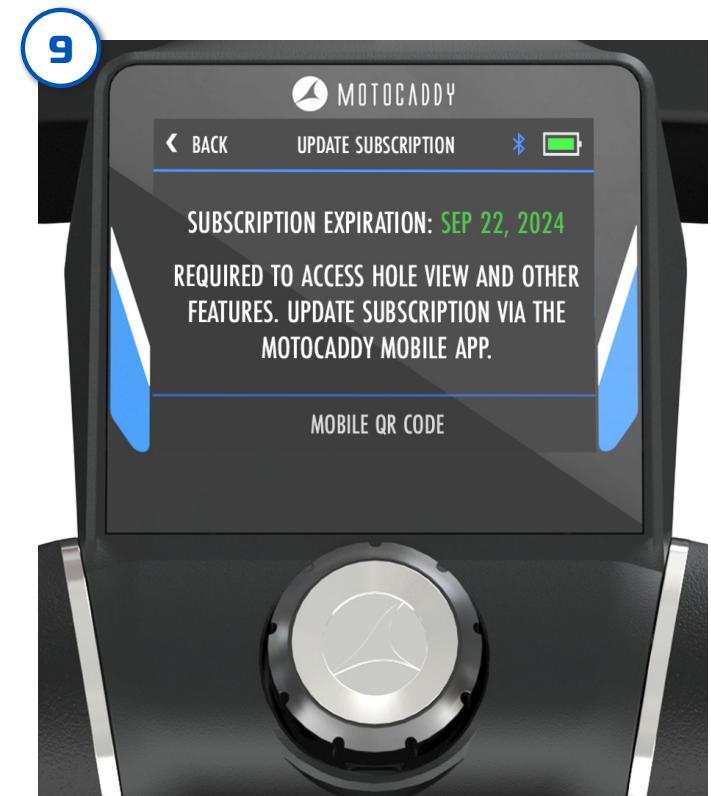 9
MOTOCADDY
BACK UPDATE SUBSCRIPTION
SUBSCRIPTION EXPIRATION: SEP 22, 2024
REQUIRED TO ACCESS HOLE VIEW AND OTHER
FEATURES. UPDATE SUBSCRIPTION VIA THE
MOTOCADDY MOBILE APP.
MOBILE QR CODE